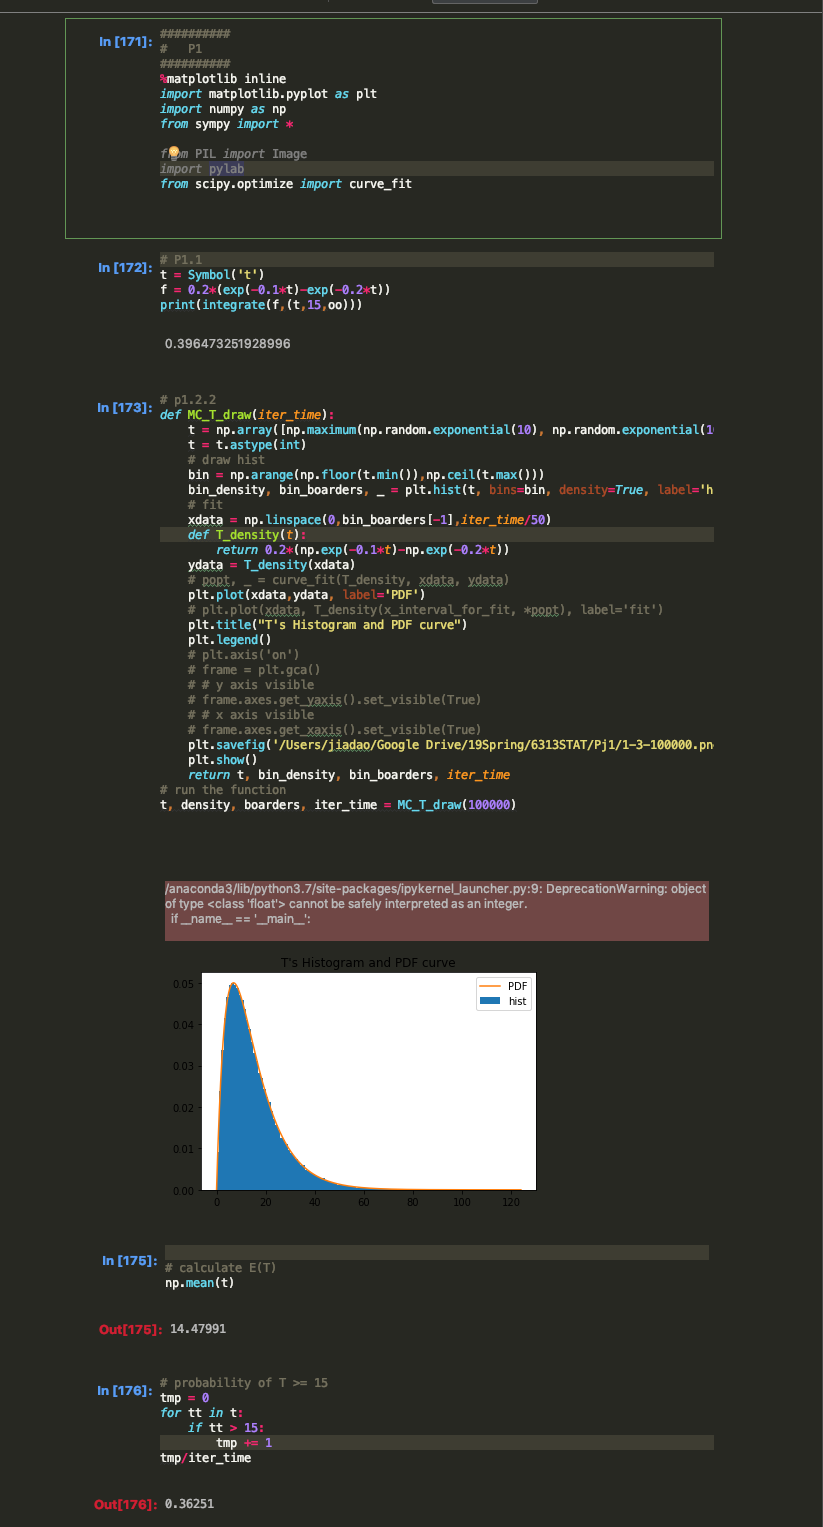 In [171]:
##########
#   P1
##########
%matplotlib inline
import matplotlib.pyplot as plt
import numpy as np
from sympy import *
from PIL import Image
import pylab
from scipy.optimize import curve_fit
In [172]:
# P1.1
t = Symbol('t')
f = 0.2*(exp(-0.1*t)-exp(-0.2*t))
print(integrate(f,(t,15,oo)))
0.396473251928996
In [173]:
# p1.2.2
def MC_T_draw(iter_time):
    t = np.array([np.maximum(np.random.exponential(10), np.random.exponential(1
    t = t.astype(int)
    # draw hist
    bin = np.arange(np.floor(t.min()),np.ceil(t.max()))
    bin_density, bin_boarders, _ = plt.hist(t, bins=bin, density=True, label='h
    # fit
    xdata = np.linspace(0,bin_boarders[-1],iter_time/50)
    def T_density(t):
        return 0.2*(np.exp(-0.1*t)-np.exp(-0.2*t))
    ydata = T_density(xdata)
    # popt, _ = curve_fit(T_density, xdata, ydata)
    plt.plot(xdata,ydata, label='PDF')
    # plt.plot(xdata, T_density(x_interval_for_fit, *popt), label='fit')
    plt.title("T's Histogram and PDF curve")
    plt.legend()
    # plt.axis('on')
    # frame = plt.gca()
    # # y axis visible
    # frame.axes.get_yaxis().set_visible(True)
    # # x axis visible
    # frame.axes.get_xaxis().set_visible(True)
    plt.savefig('/Users/jiadao/Google Drive/19Spring/6313STAT/Pj1/1-3-100000.pn
    plt.show()
    return t, bin_density, bin_boarders, iter_time
# run the function
t, density, boarders, iter_time = MC_T_draw(100000)
/anaconda3/lib/python3.7/site-packages/ipykernel_launcher.py:9: DeprecationWarning: object
of type <class 'float'> cannot be safely interpreted as an integer.
  if __name__ == '__main__':
T's Histogram and PDF curve
PDF
hist
0.05
0.04
0.03
0.02
0.01
0.00
0 20 40 60 80 100 120
In [175]:
# calculate E(T)
np.mean(t)
Out[175]: 14.47991
In [176]:
# probability of T >= 15
tmp = 0
for tt in t:
    if tt > 15:
        tmp += 1
tmp/iter_time
Out[176]: 0.36251